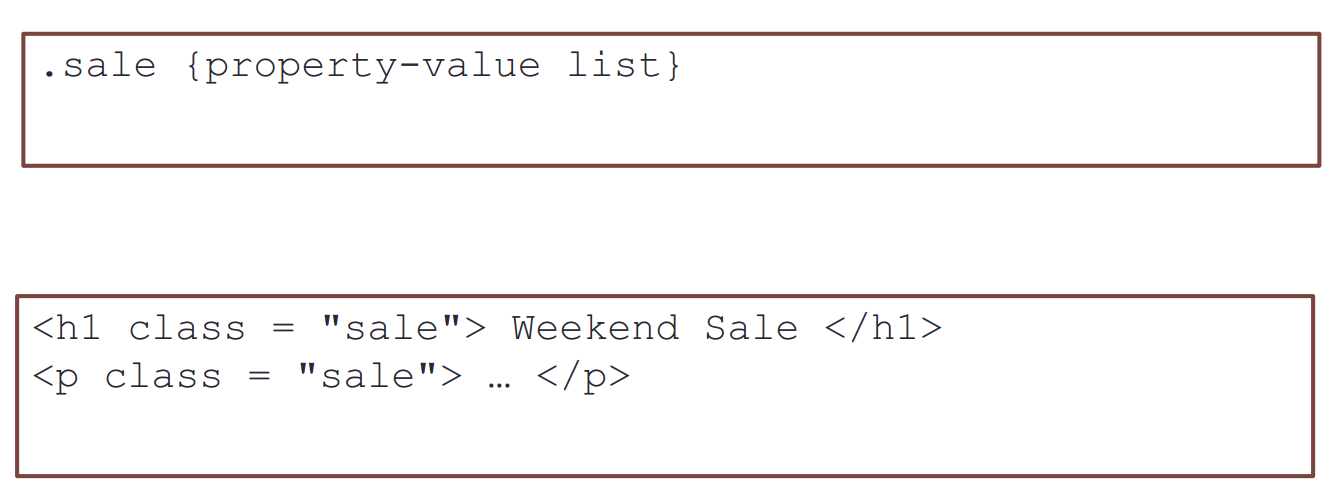 .sale {property-value list}
<h1 class = "sale"> Weekend Sale </h1>
<p class = "sale"> … </p>